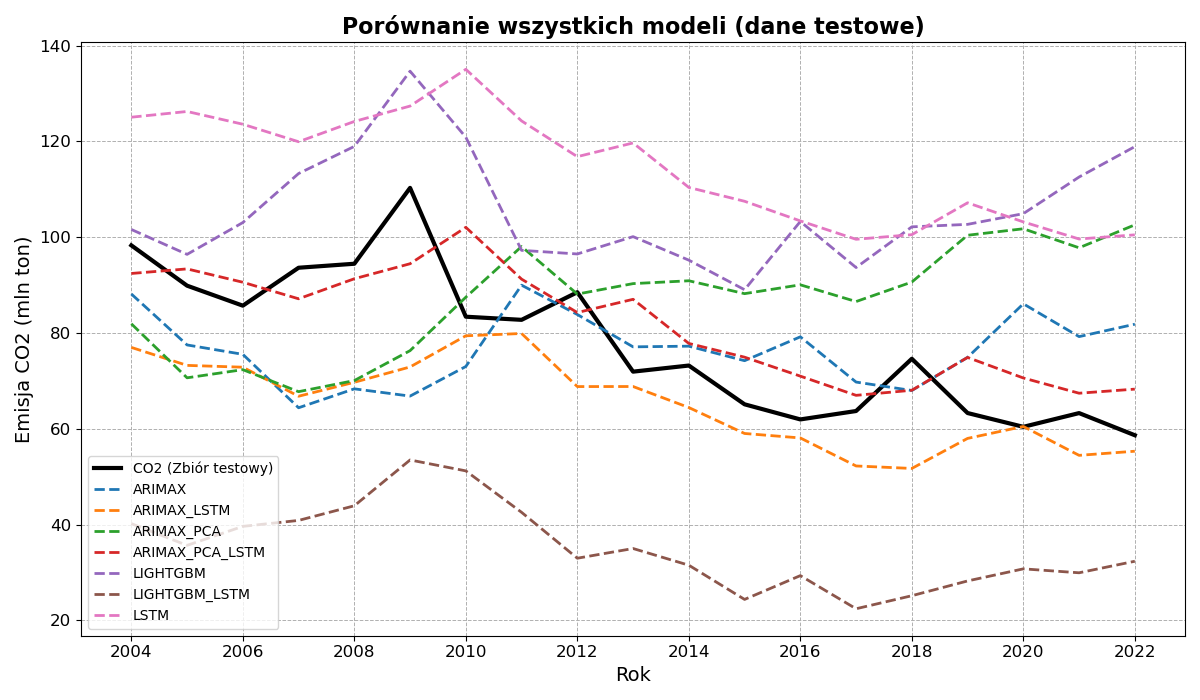 Porównanie wszystkich modeli (dane testowe)
140
120
100
80
60
40
20
Emisja CO2 (mln ton)
CO2 (Zbiór testowy)
ARIMAX
ARIMAX_LSTM
ARIMAX_PCA
ARIMAX_PCA_LSTM
LIGHTGBM
LIGHTGBM_LSTM
LSTM
2004 2006 2008 2010 2012 2014 2016 2018 2020 2022
Rok